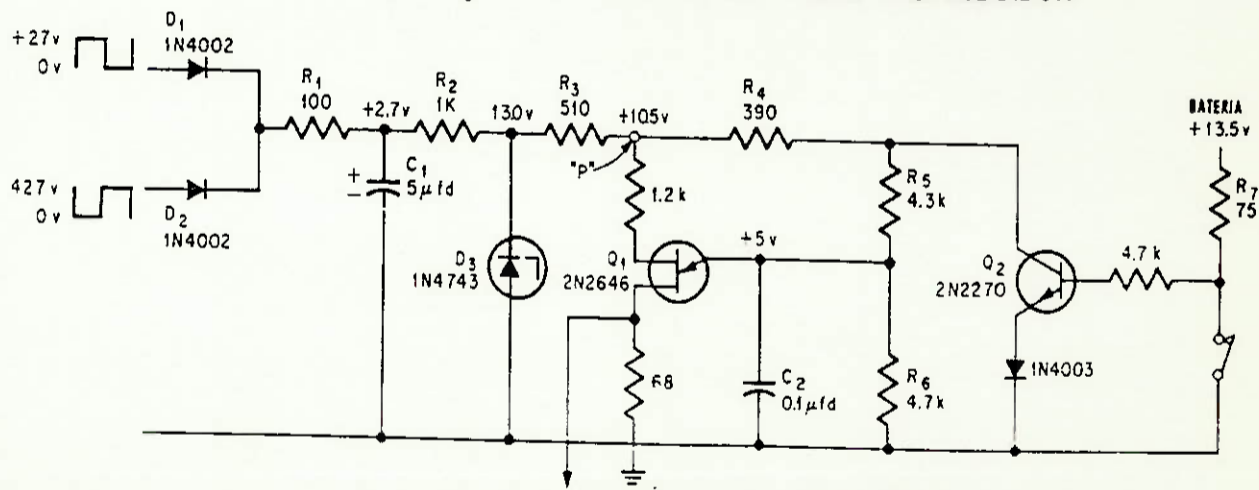 D1
1N4002
+27v
0v
R1
100
+2.7v
R2
1K
13.0v
R3
510
+10.5v
"P"
R4
390
BATERIA
+13.5v
R7
75
C1
5µfd
+
−
427v
0v
D2
1N4002
D3
1N4743
1.2k
Q1
2N2646
+5v
R5
4.3k
Q2
2N2270
4.7k
68
C2
0.1µfd
R6
4.7k
1N4003